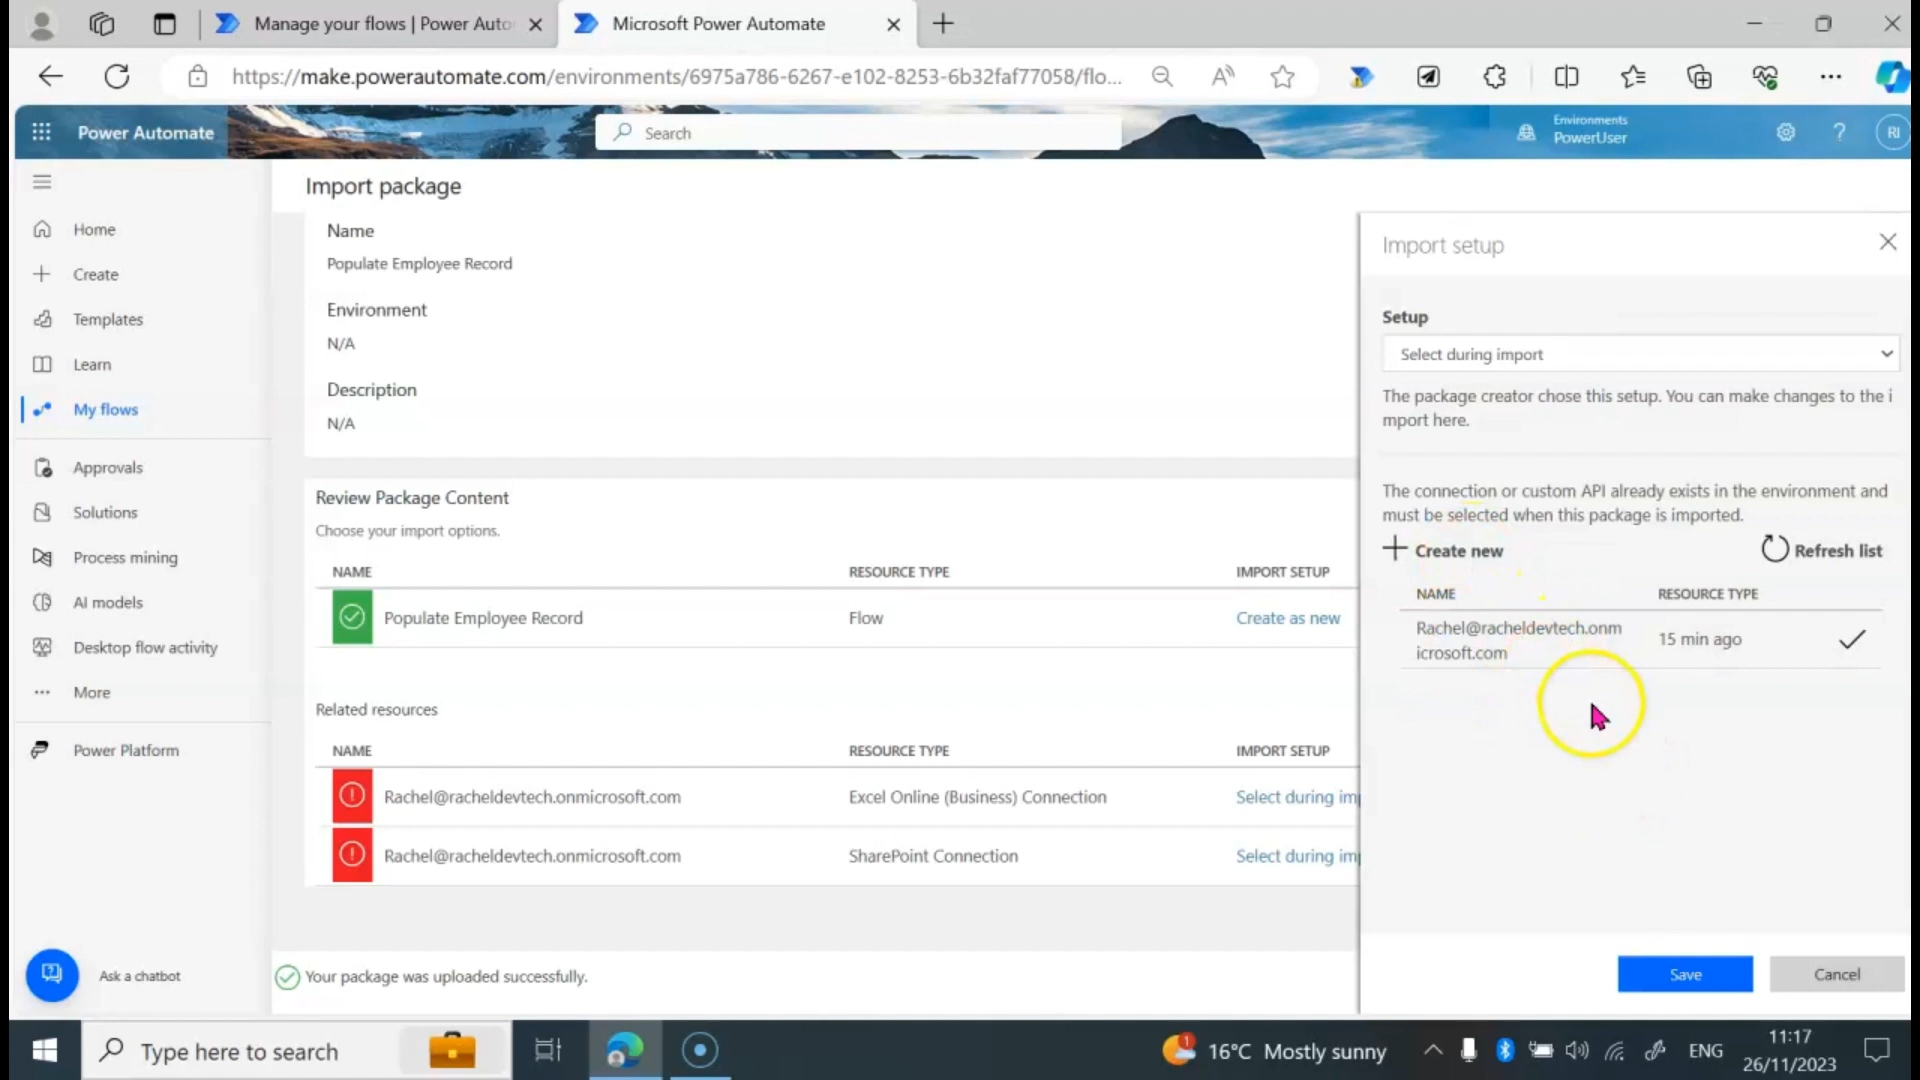 Manage your flows | Power Auto
Microsoft Power Automate
https://make.powerautomate.com/environments/6975a786-6267-e102-8253-6b32faf77058/flo...
Power Automate
Search
Environments
PowerUser
RI
Import package
Home
Create
Templates
Learn
My flows
Approvals
Solutions
Process mining
AI models
Desktop flow activity
More
Power Platform
Ask a chatbot
Name
Populate Employee Record
Environment
N/A
Description
N/A
Review Package Content
Choose your import options.
NAME RESOURCE TYPE IMPORT SETUP
Populate Employee Record Flow Create as new
Related resources
NAME RESOURCE TYPE IMPORT SETUP
Rachel@racheldevtech.onmicrosoft.com Excel Online (Business) Connection Select during imp
Rachel@racheldevtech.onmicrosoft.com SharePoint Connection Select during imp
Your package was uploaded successfully.
Import setup
Setup
Select during import
The package creator chose this setup. You can make changes to the i
mport here.
The connection or custom API already exists in the environment and
must be selected when this package is imported.
Create new Refresh list
NAME RESOURCE TYPE
Rachel@racheldevtech.onm
icrosoft.com
15 min ago
Save Cancel
Type here to search
1
16°C Mostly sunny
ENG
11:17
26/11/2023